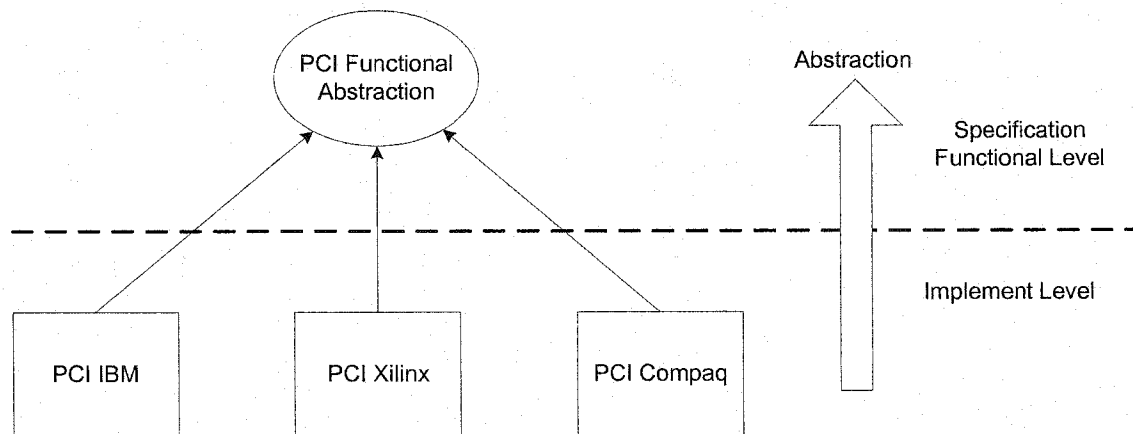 PCI Functional
Abstraction
Abstraction
Specification
Functional Level
Implement Level
PCI IBM
PCI Xilinx
PCI Compaq